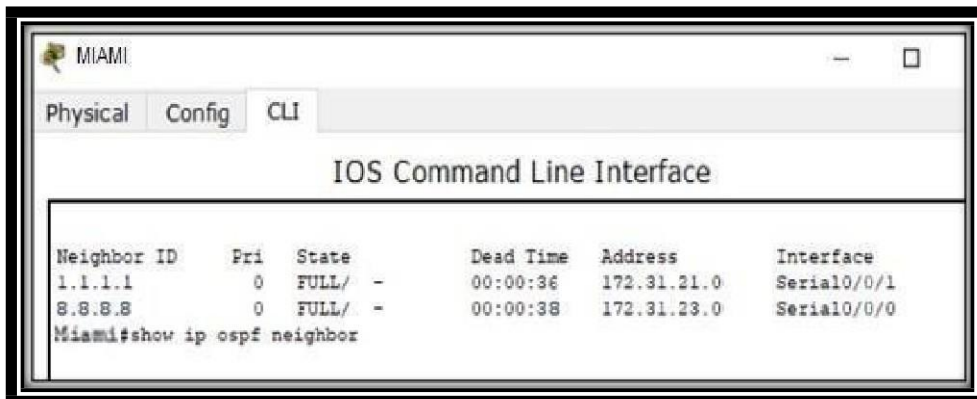 MIAMI
Physical Config CLI
IOS Command Line Interface
Neighbor ID Pri State Dead Time Address Interface
1.1.1.1 0 FULL/ - 00:00:36 172.31.21.0 Serial0/0/1
8.8.8.8 0 FULL/ - 00:00:38 172.31.23.0 Serial0/0/0
Miami#show ip ospf neighbor